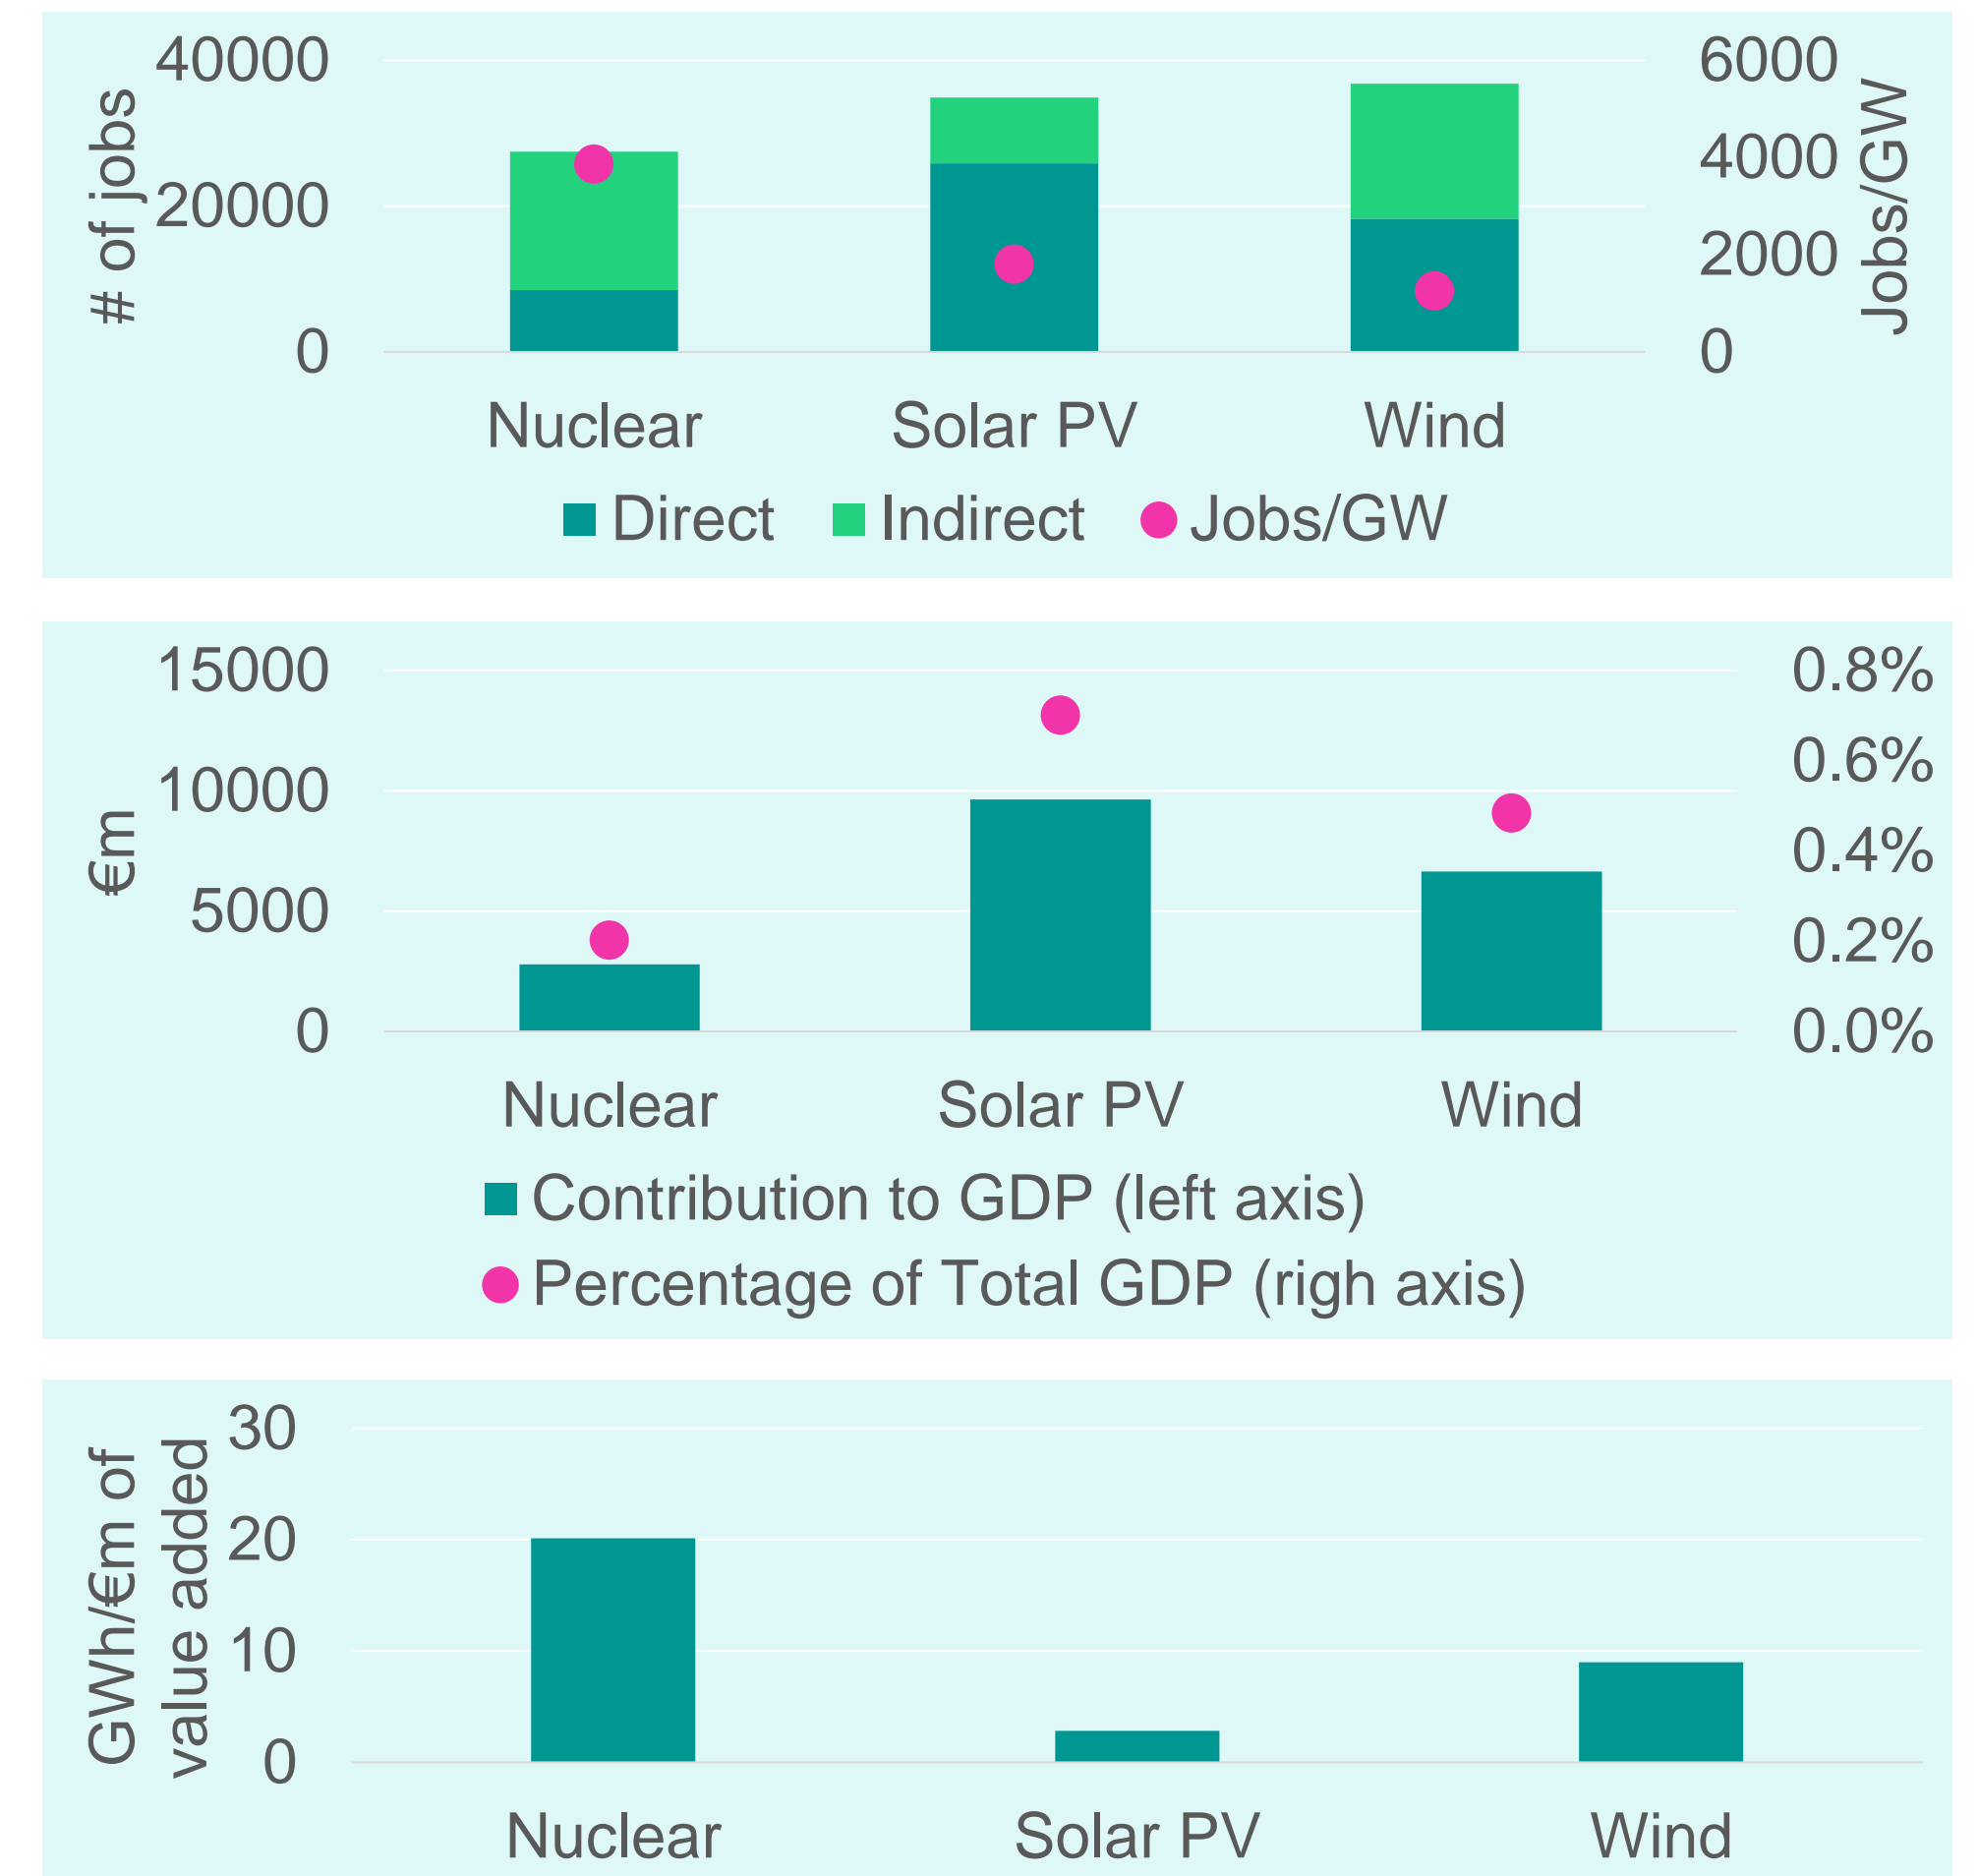 40000
20000
0
# of jobs
6000
4000
2000
0
Jobs/GW
Nuclear Solar PV Wind
Direct Indirect Jobs/GW
15000
10000
5000
0
€m
0.8%
0.6%
0.4%
0.2%
0.0%
Nuclear Solar PV Wind
Contribution to GDP (left axis)
Percentage of Total GDP (righ axis)
30
20
10
0
GWh/€m of
value added
Nuclear Solar PV Wind